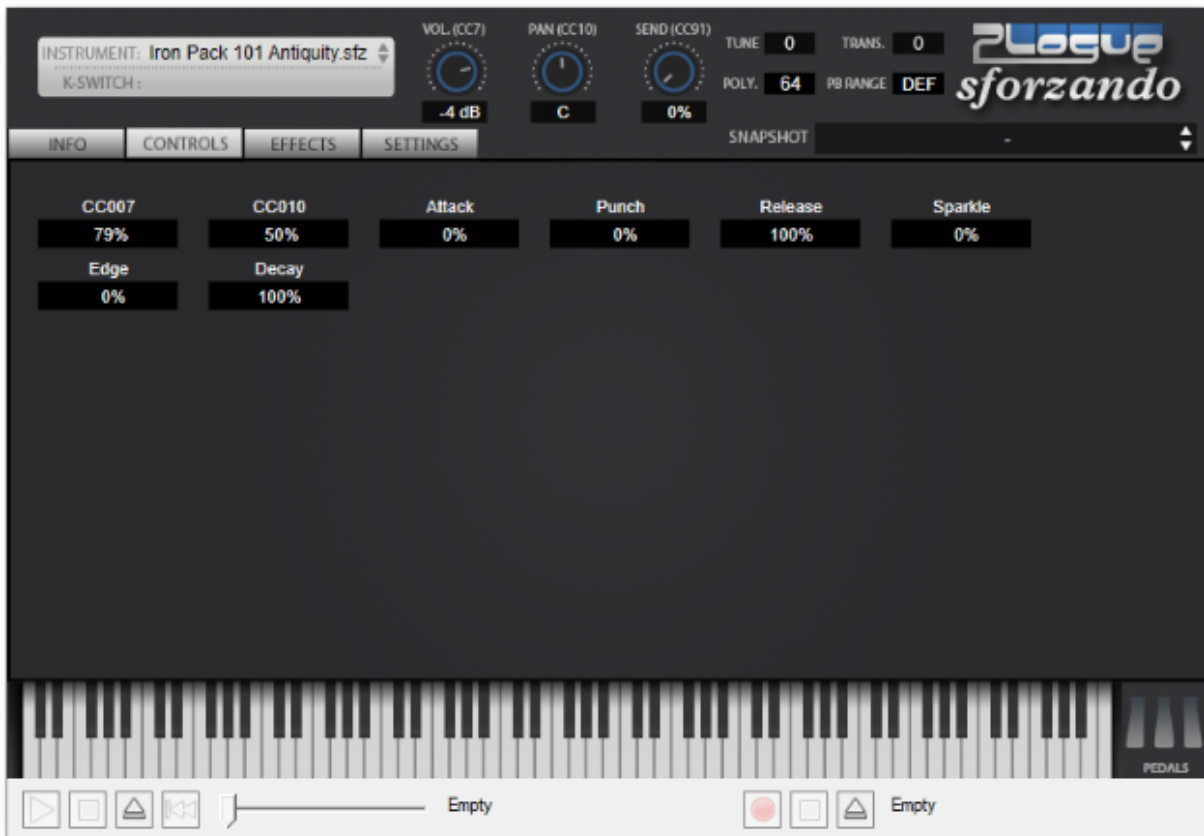 INSTRUMENT: Iron Pack 101 Antiquity.sfz
K-SWITCH :
VOL. (CC7)
-4 dB
PAN (CC10)
C
SEND (CC91)
0%
TUNE 0
TRANS. 0
POLY. 64
PB RANGE DEF
Plogue
sforzando
INFO
CONTROLS
EFFECTS
SETTINGS
SNAPSHOT -
CC007
79%
CC010
50%
Attack
0%
Punch
0%
Release
100%
Sparkle
0%
Edge
0%
Decay
100%
PEDALS
Empty
Empty